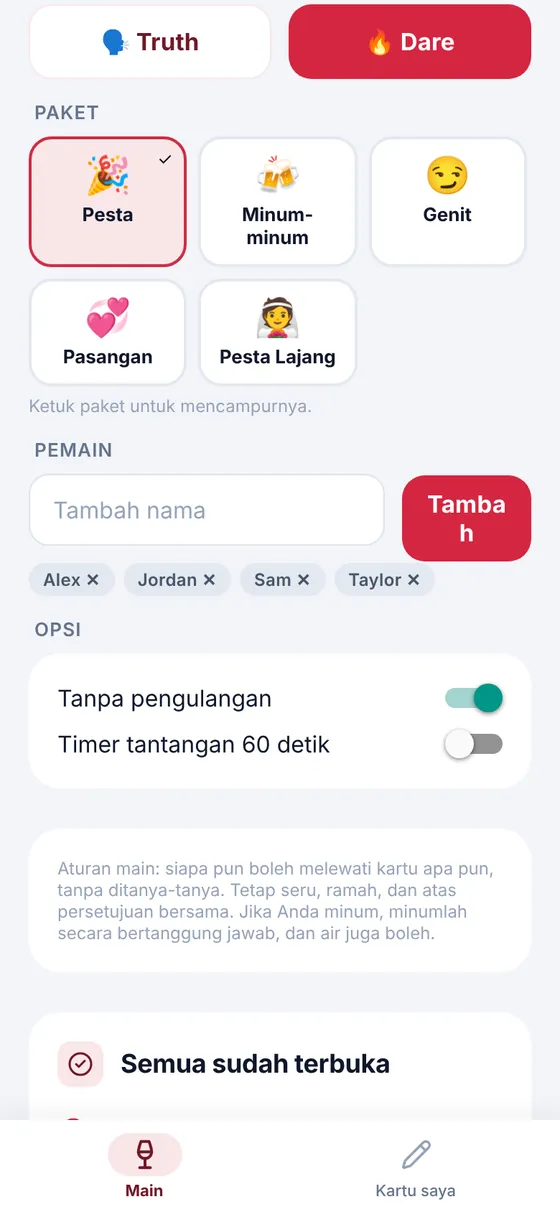 Truth
Dare
PAKET
Pesta
Minum-
minum
Genit
Pasangan
Pesta Lajang
Ketuk paket untuk mencampurnya.
PEMAIN
Tambah nama
Tamba
h
Alex ✕
Jordan ✕
Sam ✕
Taylor ✕
OPSI
Tanpa pengulangan
Timer tantangan 60 detik
Aturan main: siapa pun boleh melewati kartu apa pun,
tanpa ditanya-tanya. Tetap seru, ramah, dan atas
persetujuan bersama. Jika Anda minum, minumlah
secara bertanggung jawab, dan air juga boleh.
Semua sudah terbuka
Main
Kartu saya